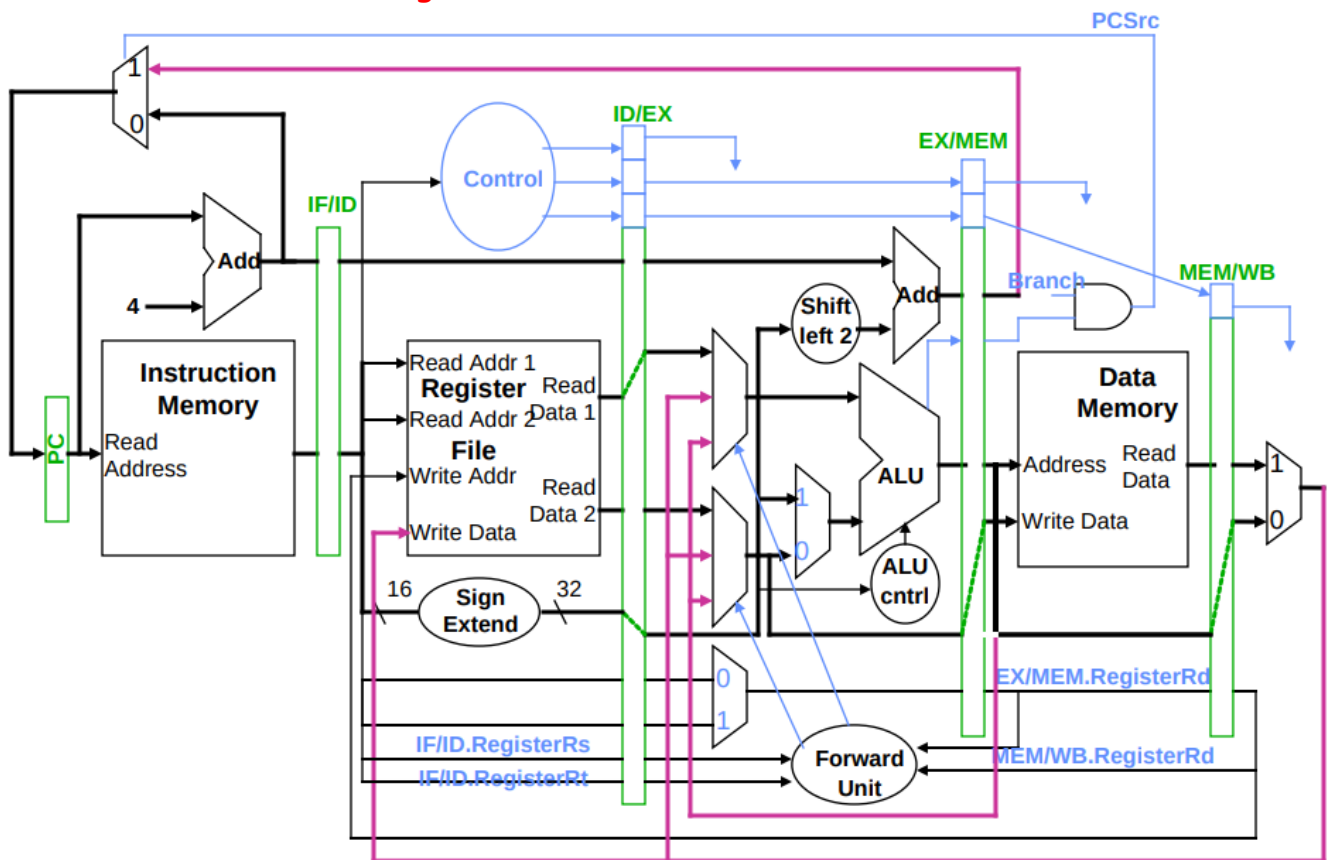 g
PCSrc
1
0
ID/EX
EX/MEM
Control
IF/ID
MEM/WB
Add
Add
4
Branch
Shift
left 2
Instruction
Memory
Read
Address
PC
Read Addr 1
Register
Read
Data 1
Read Addr 2
File
Write Addr
Read
Data 2
Write Data
ALU
1
0
ALU
cntrl
Data
Memory
Address
Read
Data
Write Data
1
0
16
Sign
Extend
32
0
1
EX/MEM.RegisterRd
IF/ID.RegisterRs
IF/ID.RegisterRt
Forward
Unit
MEM/WB.RegisterRd